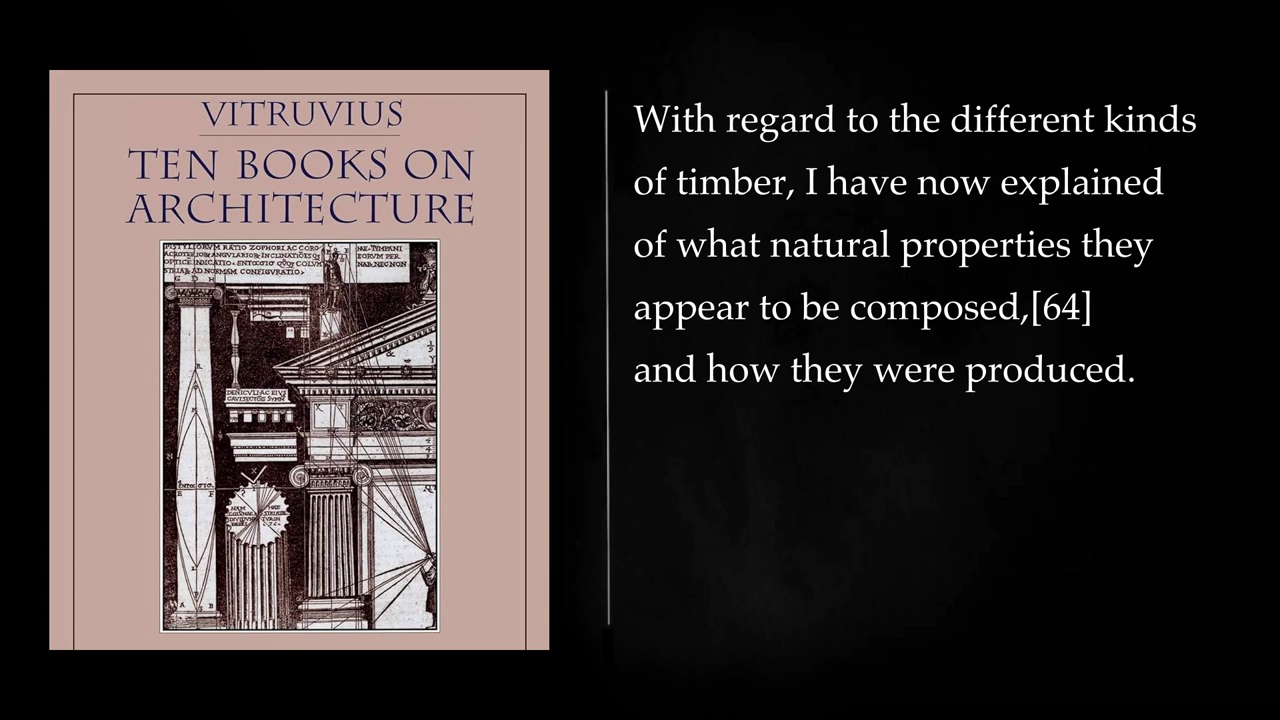 VITRUVIUS
TEN BOOKS ON
ARCHITECTURE
With regard to the different kinds
of timber, I have now explained
of what natural properties they
appear to be composed,[64]
and how they were produced.